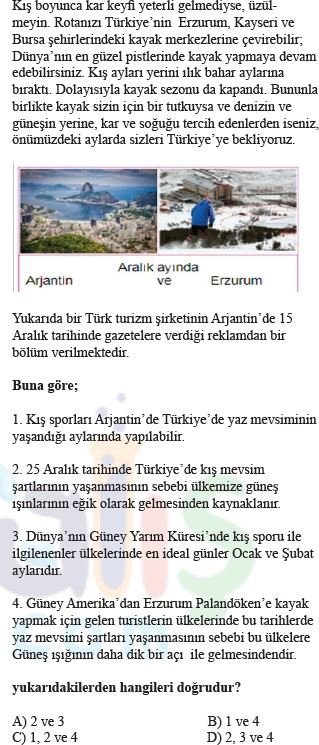 Kış boyunca kar keyfi yeterli gelmediyse, üzül-
meyin. Rotanızı Türkiye’nin Erzurum, Kayseri ve
Bursa şehirlerindeki kayak merkezlerine çevirebilir;
Dünya’nın en güzel pistlerinde kayak yapmaya devam
edebilirsiniz. Kış ayları yerini ılık bahar aylarına
bıraktı. Dolayısıyla kayak sezonu da kapandı. Bununla
birlikte kayak sizin için bir tutkuysa ve denizin ve
güneşin yerine, kar ve soğuğu tercih edenlerden iseniz,
önümüzdeki aylarda sizleri Türkiye’ye bekliyoruz.
Aralık ayında
Arjantin ve Erzurum
Yukarıda bir Türk turizm şirketinin Arjantin’de 15
Aralık tarihinde gazetelere verdiği reklamdan bir
bölüm verilmektedir.
Buna göre;
1. Kış sporları Arjantin’de Türkiye’de yaz mevsiminin
yaşandığı aylarında yapılabilir.
2. 25 Aralık tarihinde Türkiye’de kış mevsim
şartlarının yaşanmasının sebebi ülkemize güneş
ışınlarının eğik olarak gelmesinden kaynaklanır.
3. Dünya’nın Güney Yarım Küresi’nde kış sporu ile
ilgilenenler ülkelerinde en ideal günler Ocak ve Şubat
aylarıdır.
4. Güney Amerika’dan Erzurum Palandöken’e kayak
yapmak için gelen turistlerin ülkelerinde bu tarihlerde
yaz mevsimi şartları yaşanmasının sebebi bu ülkelere
Güneş ışığının daha dik bir açı ile gelmesindendir.
yukarıdakilerden hangileri doğrudur?
A) 2 ve 3 B) 1 ve 4
C) 1, 2 ve 4 D) 2, 3 ve 4